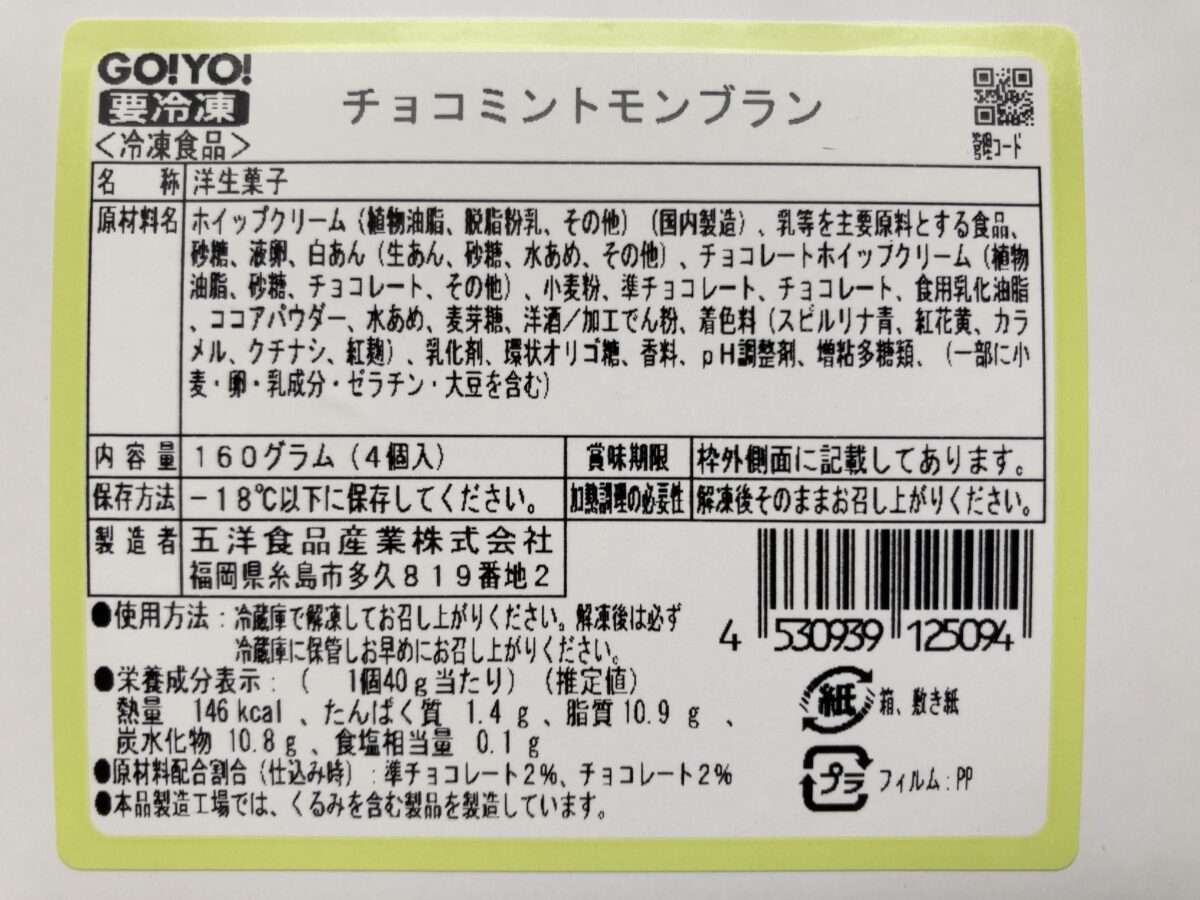 GO!YO!
要冷凍
<冷凍食品>
チョコミントモンブラン
管理コード
名称 洋生菓子
原材料名 ホイップクリーム(植物油脂、脱脂粉乳、その他)(国内製造)、乳等を主要原料とする食品、
砂糖、液卵、白あん(生あん、砂糖、水あめ、その他)、チョコレートホイップクリーム(植物
油脂、砂糖、チョコレート、その他)、小麦粉、準チョコレート、チョコレート、食用乳化油脂
、ココアパウダー、水あめ、麦芽糖、洋酒/加工でん粉、着色料(スピルリナ青、紅花黄、カラ
メル、クチナシ、紅麹)、乳化剤、環状オリゴ糖、香料、pH調整剤、増粘多糖類、(一部に小
麦・卵・乳成分・ゼラチン・大豆を含む)
内容量 160グラム(4個入) 賞味期限 枠外側面に記載してあります。
保存方法 -18℃以下に保存してください。 加熱調理の必要性 解凍後そのままお召し上がりください。
製造者 五洋食品産業株式会社
福岡県糸島市多久819番地2
●使用方法:冷蔵庫で解凍してお召し上がりください。解凍後は必ず
冷蔵庫に保管しお早めにお召し上がりください。
4 530939 125094
●栄養成分表示:( 1個40g当たり)(推定値)
熱量 146kcal、たんぱく質 1.4g、脂質10.9g、
炭水化物 10.8g、食塩相当量 0.1g
紙 箱、敷き紙
●原材料配合割合(仕込み時):準チョコレート2%、チョコレート2%
プラ フィルム:PP
●本品製造工場では、くるみを含む製品を製造しています。